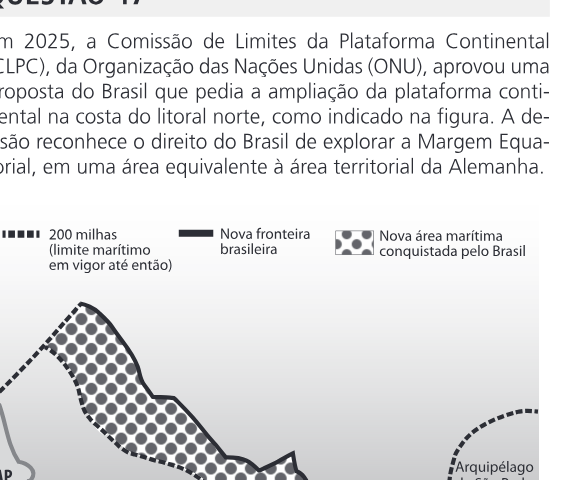 QUESTÃO 17
m 2025, a Comissão de Limites da Plataforma Continental
CLPC), da Organização das Nações Unidas (ONU), aprovou uma
roposta do Brasil que pedia a ampliação da plataforma conti-
ental na costa do litoral norte, como indicado na figura. A de-
são reconhece o direito do Brasil de explorar a Margem Equa-
orial, em uma área equivalente à área territorial da Alemanha.
200 milhas
(limite marítimo
em vigor até então)
Nova fronteira
brasileira
Nova área marítima
conquistada pelo Brasil
Arquipélago
AP